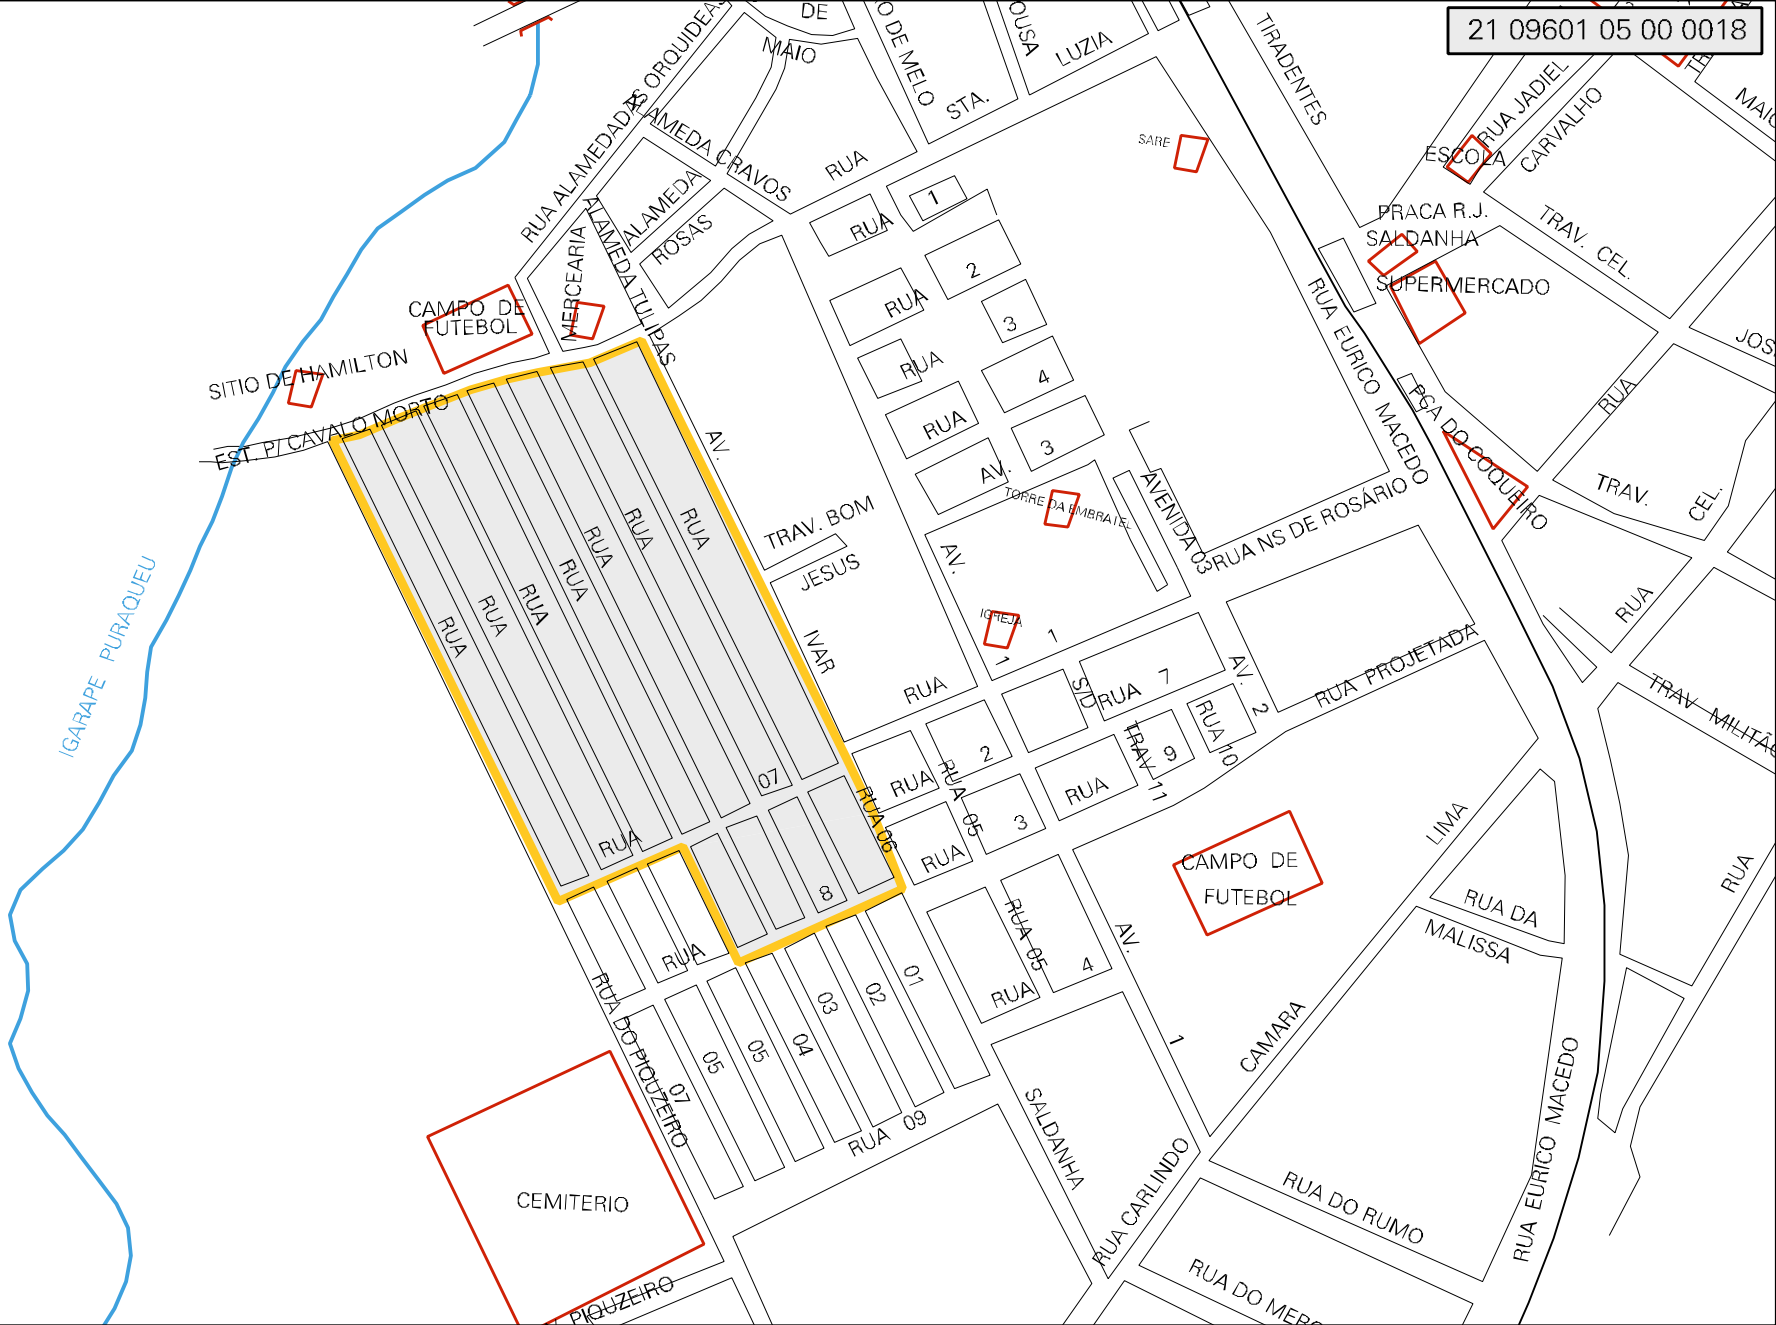 21 09601 05 00 0018
DE
MAIO
O DE MELO
OUSA
LUZIA
STA.
RUA
TIRADENTES
RUA JADIEL
CARVALHO
ESCOLA
MAIO
RUA ALAMEDADAS ORQUIDEAS
ALAMEDA CRAVOS
ALAMEDA
ROSAS
ALAMEDA TULIPAS
MERCEARIA
SARE
PRACA R.J.
SALDANHA
SUPERMERCADO
TRAV. CEL.
CAMPO DE
FUTEBOL
SITIO DE HAMILTON
EST. P/ CAVALO MORTO
RUA
1
RUA
2
RUA
3
RUA
4
AV.
3
TORRE DA EMBRATEL
AVENIDA 03
RUA NS DE ROSÁRIO
RUA EURICO MACEDO
PCA DO COQUEIRO
RUA
JOS
TRAV.
CEL.
RUA
TRAV MILITÃO
IGARAPE PURAQUEU
RUA
RUA
RUA
RUA
RUA
RUA
RUA
AV.
IVAR
TRAV. BOM
JESUS
AV.
1
IGREJA
RUA
1
RUA
2
RUA
3
RUA 05
S/D
RUA
7
RUA
TRAV 11
9
RUA 10
AV.
2
RUA PROJETADA
RUA
07
RUA 06
8
RUA
RUA DO PIQUZEIRO
07
05
05
04
03
02
01
RUA 09
RUA 05
RUA
4
AV.
1
SALDANHA
CAMPO DE
FUTEBOL
LIMA
CAMARA
RUA CARLINDO
RUA DA
MALISSA
RUA
RUA EURICO MACEDO
RUA DO RUMO
RUA DO MERC
CEMITERIO
PIQUZEIRO